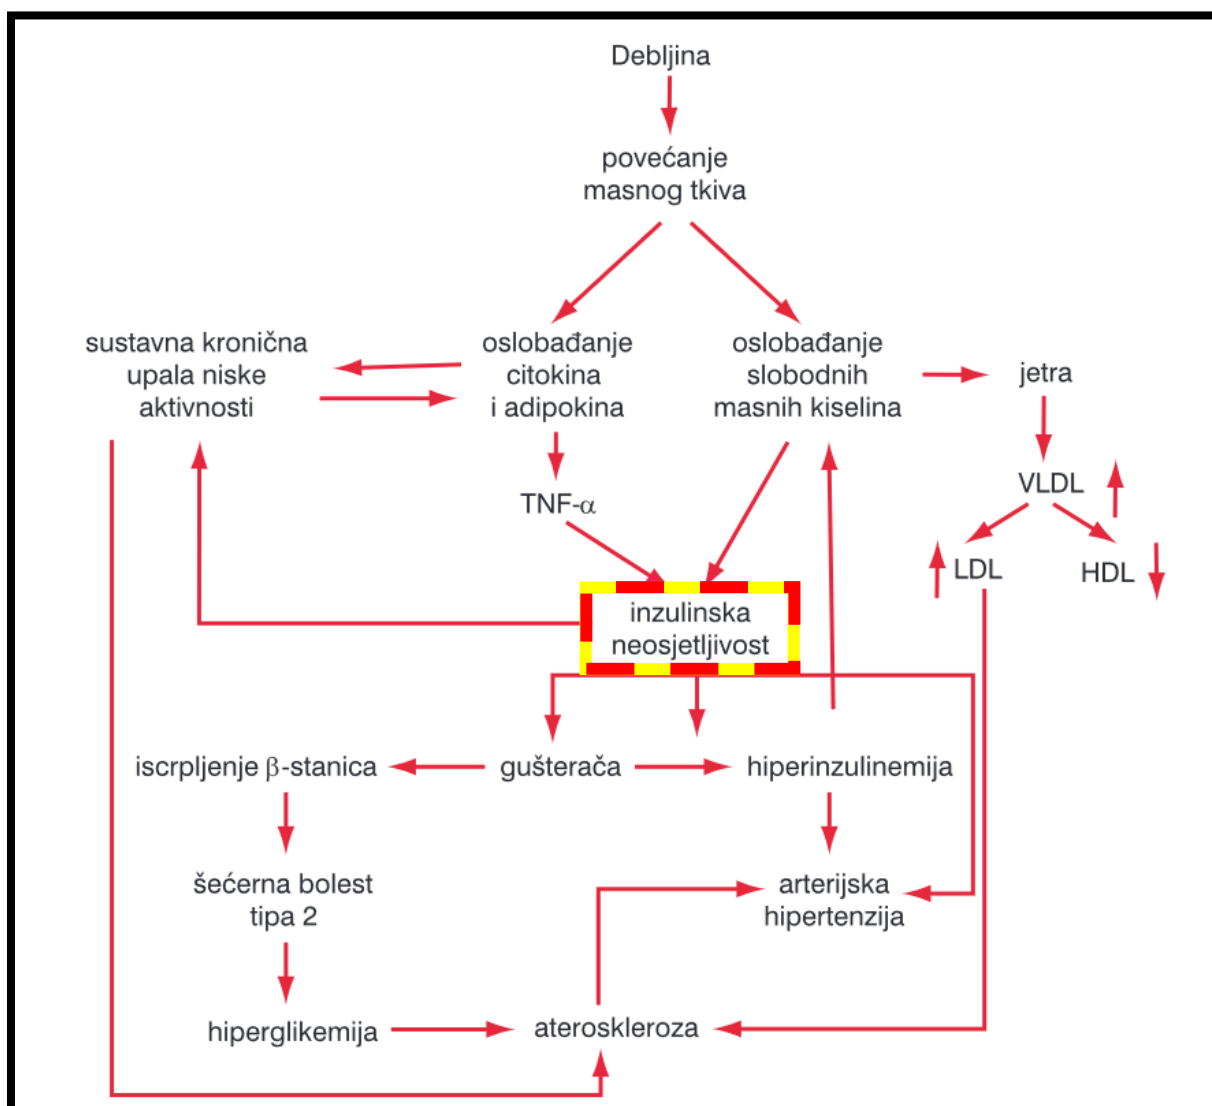 Debljina
povećanje
masnog tkiva
sustavna kronična
upala niske
aktivnosti
oslobađanje
citokina
i adipokina
oslobađanje
slobodnih
masnih kiselina
jetra
TNF-α
VLDL
LDL
HDL
inzulinska
neosjetljivost
iscrpljenje β-stanica
gušterača
hiperinzulinemija
šećerna bolest
tipa 2
arterijska
hipertenzija
hiperglikemija
ateroskleroza